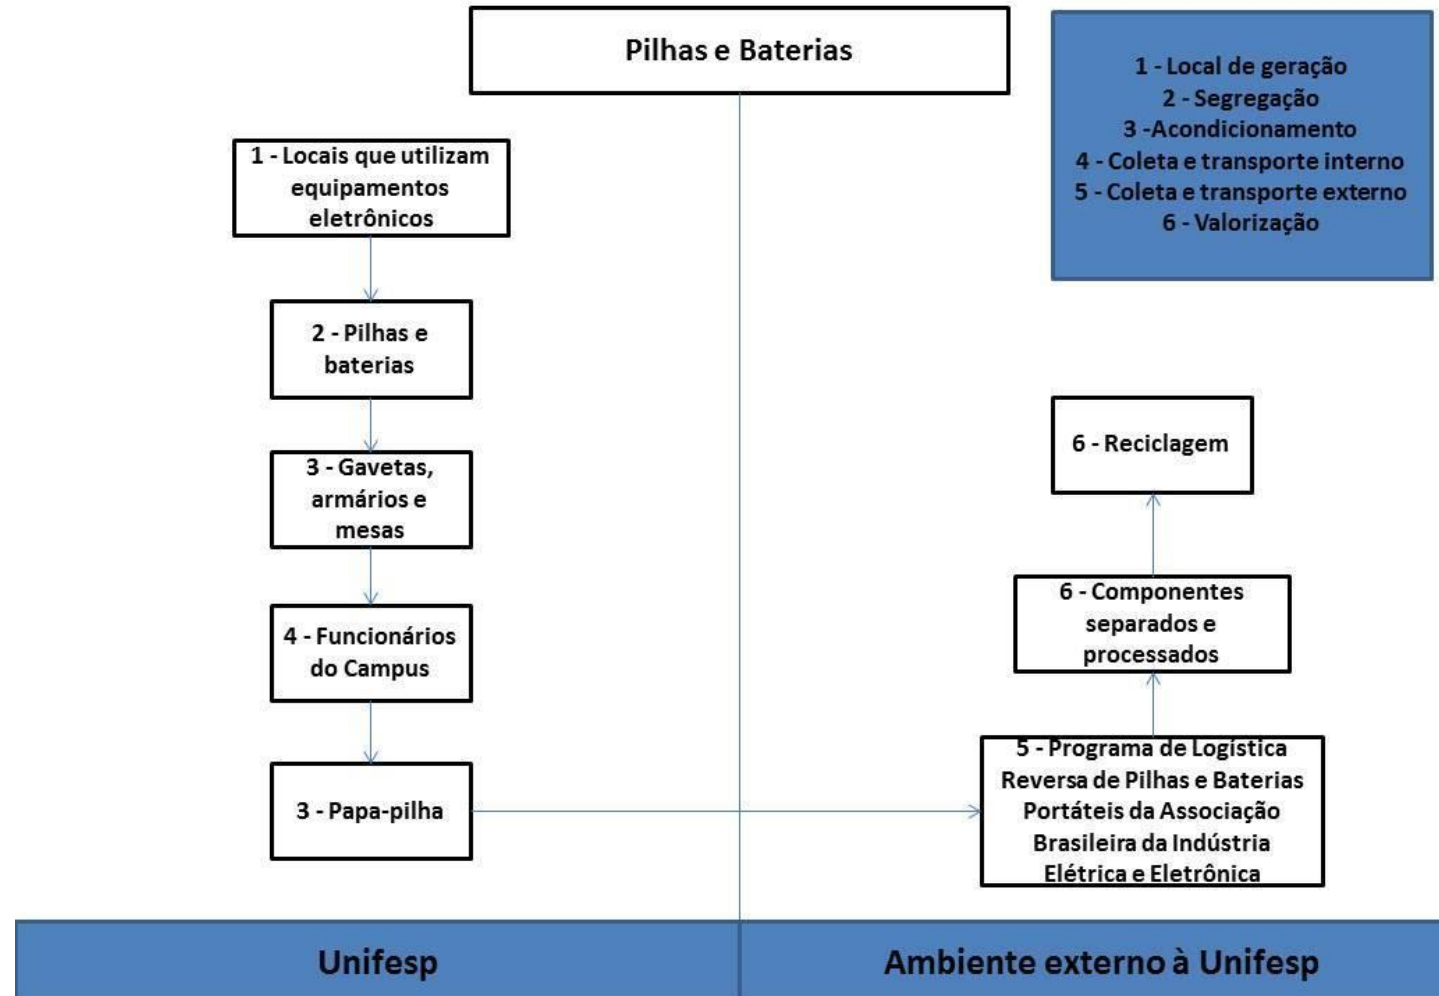 Pilhas e Baterias
1 - Local de geração
2 - Segregação
3 -Acondicionamento
4 - Coleta e transporte interno
5 - Coleta e transporte externo
6 - Valorização
1 - Locais que utilizam
equipamentos
eletrônicos
2 - Pilhas e
baterias
3 - Gavetas,
armários e
mesas
4 - Funcionários
do Campus
3 - Papa-pilha
5 - Programa de Logística
Reversa de Pilhas e Baterias
Portáteis da Associação
Brasileira da Indústria
Elétrica e Eletrônica
6 - Componentes
separados e
processados
6 - Reciclagem
Unifesp
Ambiente externo à Unifesp